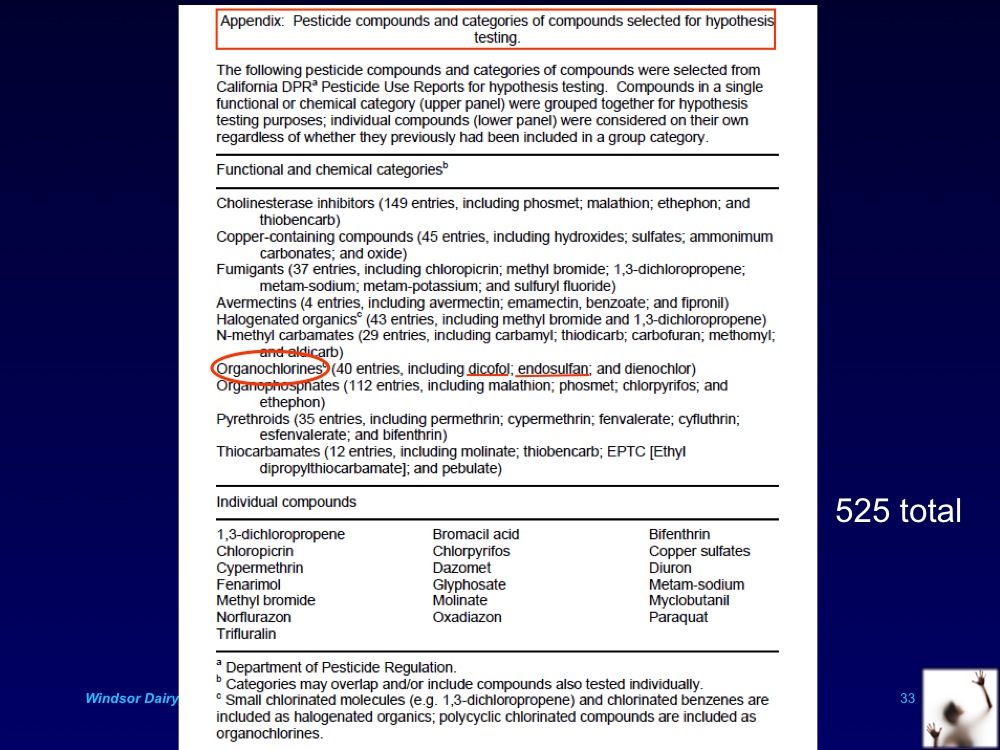 Appendix:  Pesticide compounds and categories of compounds selected for hypothesis
testing.
The following pesticide compounds and categories of compounds were selected from
California DPRᵃ Pesticide Use Reports for hypothesis testing.  Compounds in a single
functional or chemical category (upper panel) were grouped together for hypothesis
testing purposes; individual compounds (lower panel) were considered on their own
regardless of whether they previously had been included in a group category.
Functional and chemical categoriesᵇ
Cholinesterase inhibitors (149 entries, including phosmet; malathion; ethephon; and
thiobencarb)
Copper-containing compounds (45 entries, including hydroxides; sulfates; ammonimum
carbonates; and oxide)
Fumigants (37 entries, including chloropicrin; methyl bromide; 1,3-dichloropropene;
metam-sodium; metam-potassium; and sulfuryl fluoride)
Avermectins (4 entries, including avermectin; emamectin, benzoate; and fipronil)
Halogenated organicsᶜ (43 entries, including methyl bromide and 1,3-dichloropropene)
N-methyl carbamates (29 entries, including carbamyl; thiodicarb; carbofuran; methomyl;
and aldicarb)
Organochlorinesᶜ (40 entries, including dicofol; endosulfan; and dienochlor)
Organophosphates (112 entries, including malathion; phosmet; chlorpyrifos; and
ethephon)
Pyrethroids (35 entries, including permethrin; cypermethrin; fenvalerate; cyfluthrin;
esfenvalerate; and bifenthrin)
Thiocarbamates (12 entries, including molinate; thiobencarb; EPTC [Ethyl
dipropylthiocarbamate]; and pebulate)
525 total
Individual compounds
1,3-dichloropropene Bromacil acid Bifenthrin
Chloropicrin Chlorpyrifos Copper sulfates
Cypermethrin Dazomet Diuron
Fenarimol Glyphosate Metam-sodium
Methyl bromide Molinate Myclobutanil
Norflurazon Oxadiazon Paraquat
Trifluralin
ᵃ Department of Pesticide Regulation.
ᵇ Categories may overlap and/or include compounds also tested individually.
ᶜ Small chlorinated molecules (e.g. 1,3-dichloropropene) and chlorinated benzenes are
included as halogenated organics; polycyclic chlorinated compounds are included as
organochlorines.
Windsor Dairy
33